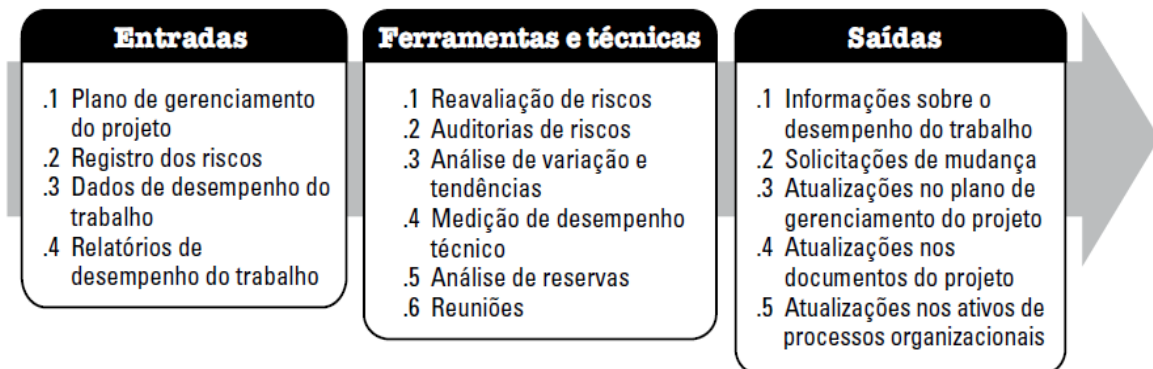 Entradas
.1 Plano de gerenciamento
do projeto
.2 Registro dos riscos
.3 Dados de desempenho do
trabalho
.4 Relatórios de
desempenho do trabalho
Ferramentas e técnicas
.1 Reavaliação de riscos
.2 Auditorias de riscos
.3 Análise de variação e
tendências
.4 Medição de desempenho
técnico
.5 Análise de reservas
.6 Reuniões
Saídas
.1 Informações sobre o
desempenho do trabalho
.2 Solicitações de mudança
.3 Atualizações no plano de
gerenciamento do projeto
.4 Atualizações nos
documentos do projeto
.5 Atualizações nos ativos de
processos organizacionais